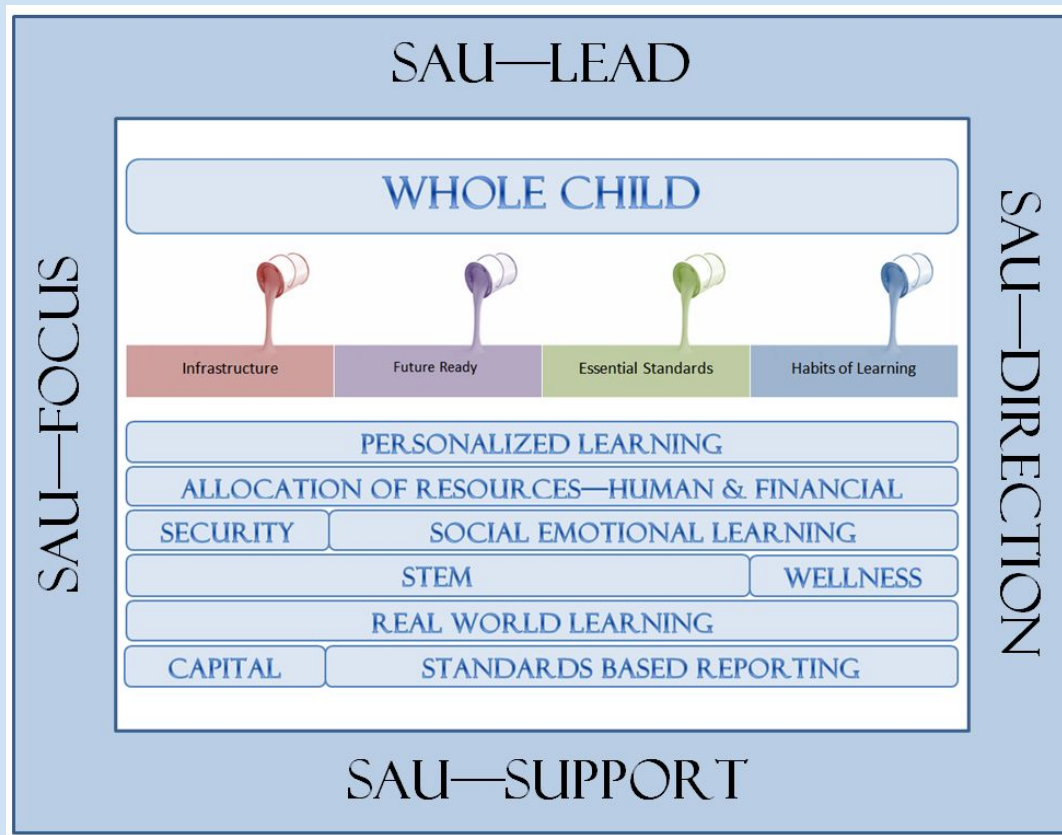 SAU—LEAD
WHOLE CHILD
SAU—FOCUS
SAU—DIRECTION
Infrastructure
Future Ready
Essential Standards
Habits of Learning
PERSONALIZED LEARNING
ALLOCATION OF RESOURCES—HUMAN & FINANCIAL
SECURITY
SOCIAL EMOTIONAL LEARNING
STEM
WELLNESS
REAL WORLD LEARNING
CAPITAL
STANDARDS BASED REPORTING
SAU—SUPPORT